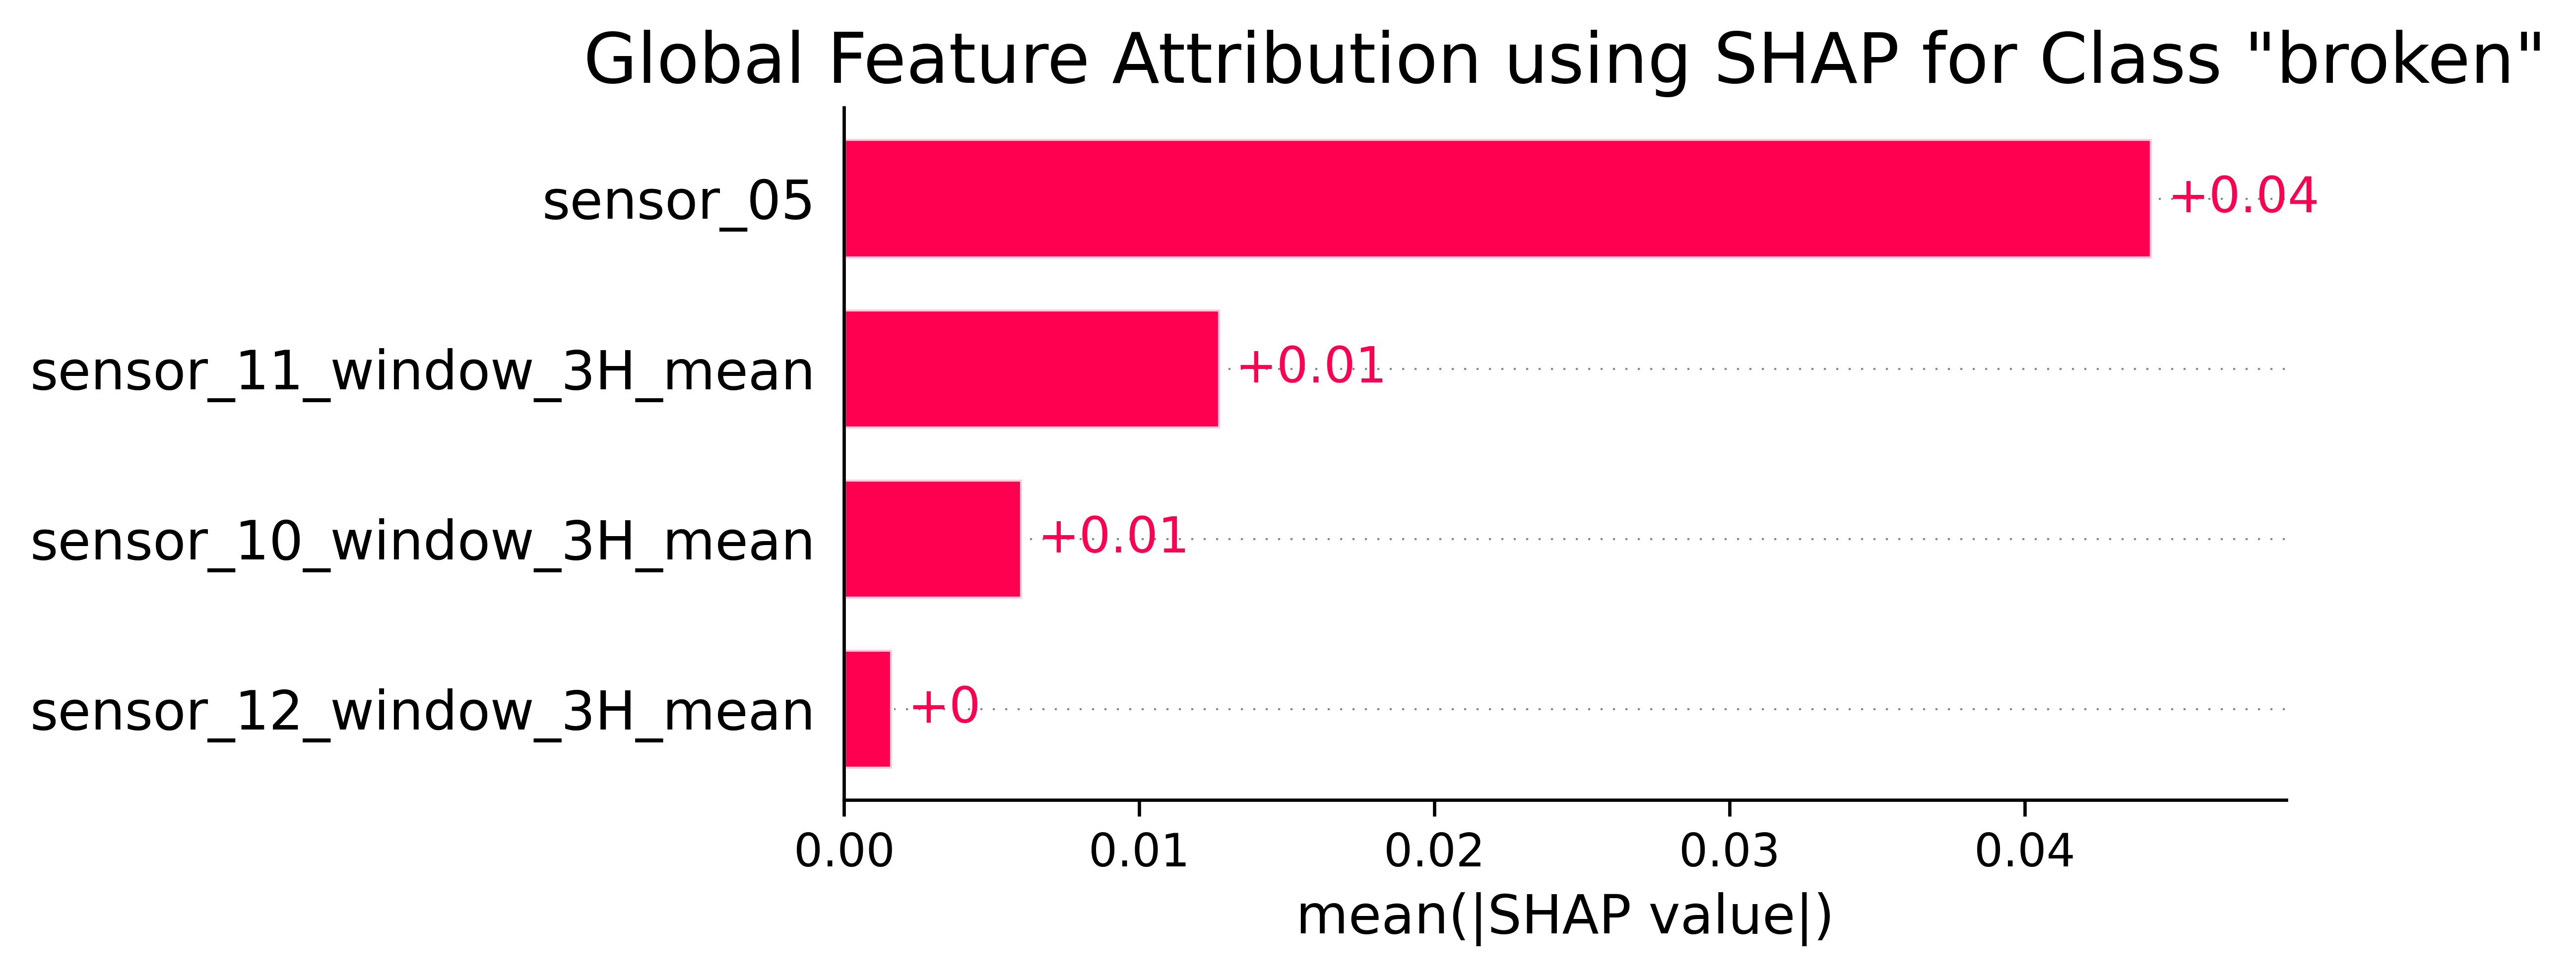 Global Feature Attribution using SHAP for Class "broken"
sensor_05
+0.04
sensor_11_window_3H_mean
+0.01
sensor_10_window_3H_mean
+0.01
sensor_12_window_3H_mean
+0
0.00 0.01 0.02 0.03 0.04
mean(|SHAP value|)